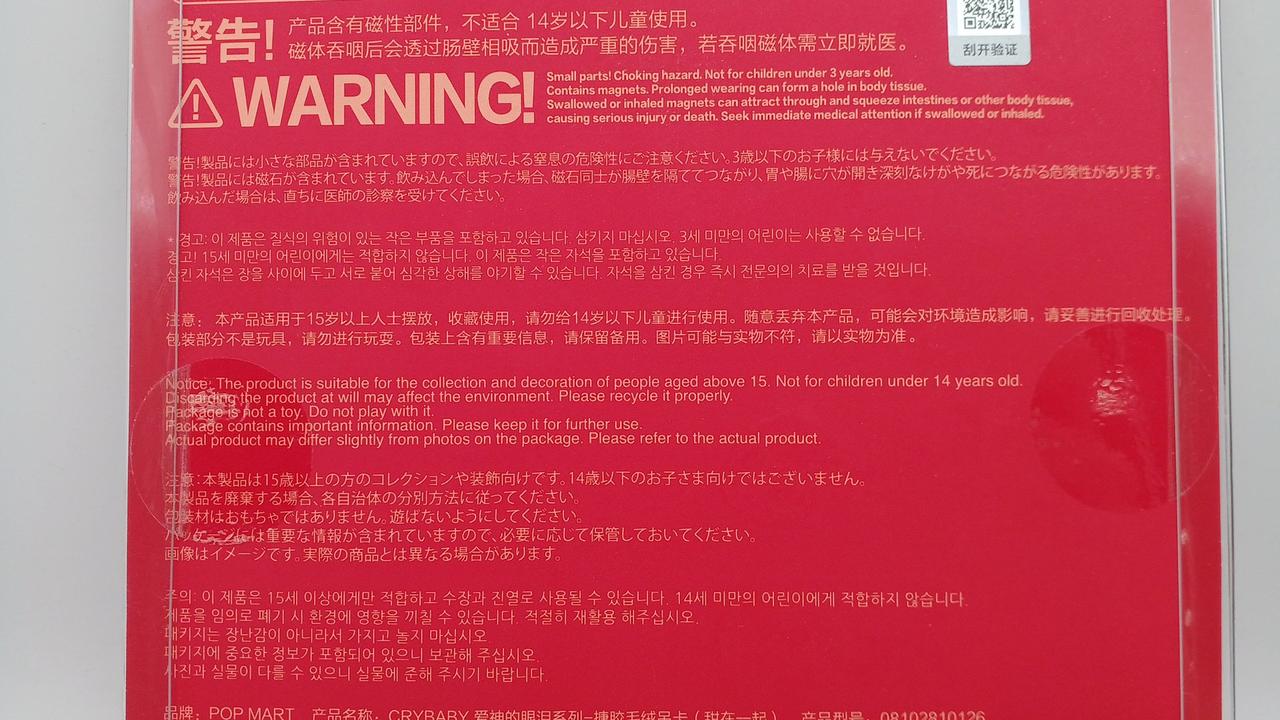 警告! 产品含有磁性部件，不适合 14岁以下儿童使用。
磁体吞咽后会透过肠壁相吸而造成严重的伤害，若吞咽磁体需立即就医。
刮开验证
WARNING! Small parts! Choking hazard. Not for children under 3 years old.
Contains magnets. Prolonged wearing can form a hole in body tissue.
Swallowed or inhaled magnets can attract through and squeeze intestines or other body tissue,
causing serious injury or death. Seek immediate medical attention if swallowed or inhaled.
警告!製品には小さな部品が含まれていますので、誤飲による窒息の危険性にご注意ください。3歳以下のお子様には与えないでください。
警告!製品には磁石が含まれています。飲み込んでしまった場合、磁石同士が腸壁を隔ててつながり、胃や腸に穴が開き深刻なけがや死につながる危険性があります。
飲み込んだ場合は、直ちに医師の診察を受けてください。
* 경고: 이 제품은 질식의 위험이 있는 작은 부품을 포함하고 있습니다. 삼키지 마십시오. 3세 미만의 어린이는 사용할 수 없습니다.
경고! 15세 미만의 어린이에게는 적합하지 않습니다. 이 제품은 작은 자석을 포함하고 있습니다.
삼킨 자석은 장을 사이에 두고 서로 붙어 심각한 상해를 야기할 수 있습니다. 자석을 삼킨 경우 즉시 전문의의 치료를 받을 것입니다.
注意：本产品适用于15岁以上人士摆放，收藏使用，请勿给14岁以下儿童进行使用。随意丢弃本产品，可能会对环境造成影响，请妥善进行回收处理。
包装部分不是玩具，请勿进行玩耍。包装上含有重要信息，请保留备用。图片可能与实物不符，请以实物为准。
Notice: The product is suitable for the collection and decoration of people aged above 15. Not for children under 14 years old.
Discarding the product at will may affect the environment. Please recycle it properly.
Package is not a toy. Do not play with it.
Package contains important information. Please keep it for further use.
Actual product may differ slightly from photos on the package. Please refer to the actual product.
注意:本製品は15歳以上の方のコレクションや装飾向けです。14歳以下のお子さま向けではございません。
本製品を廃棄する場合、各自治体の分別方法に従ってください。
包装材はおもちゃではありません。遊ばないようにしてください。
パッケージには重要な情報が含まれていますので、必要に応じて保管しておいてください。
画像はイメージです。実際の商品とは異なる場合があります。
주의: 이 제품은 15세 이상에게만 적합하고 수장과 진열로 사용될 수 있습니다. 14세 미만의 어린이에게 적합하지 않습니다.
제품을 임의로 폐기 시 환경에 영향을 끼칠 수 있습니다. 적절히 재활용 해주십시오.
패키지는 장난감이 아니라서 가지고 놀지 마십시오.
패키지에 중요한 정보가 포함되어 있으니 보관해 주십시오.
사진과 실물이 다를 수 있으니 실물에 준해 주시기 바랍니다.
品牌：POP MART 产品名称：CRYBABY 爱神的眼泪系列-搪胶毛绒吊卡（甜在一起） 产品型号：08102810126